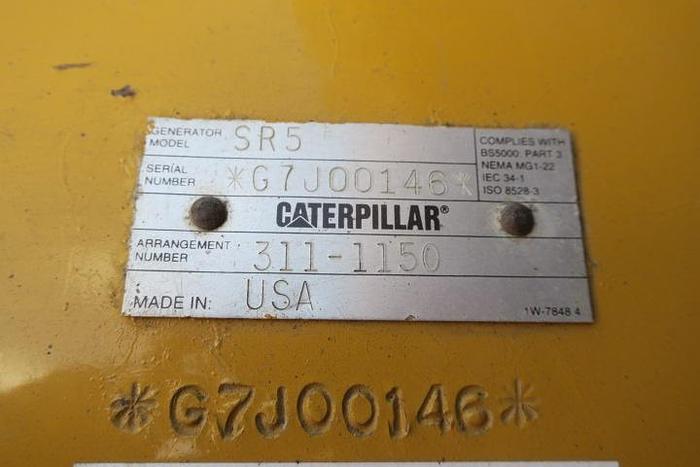 GENERATOR MODEL SR5
SERIAL NUMBER *G7J00146*
COMPLIES WITH
BS5000, PART 3
NEMA MG1-22
IEC 34-1
ISO 8528-3
CATERPILLAR®
ARRANGEMENT NUMBER 311-1150
MADE IN: USA
1W-7848 4
*G7J00146*